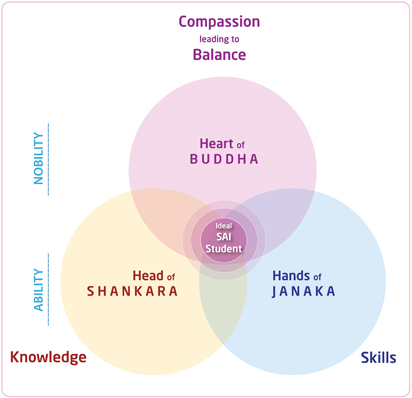 Compassion
leading to
Balance
NOBILITY
Heart of
BUDDHA
Ideal
SAI
Student
ABILITY
Head of
SHANKARA
Hands of
JANAKA
Knowledge
Skills